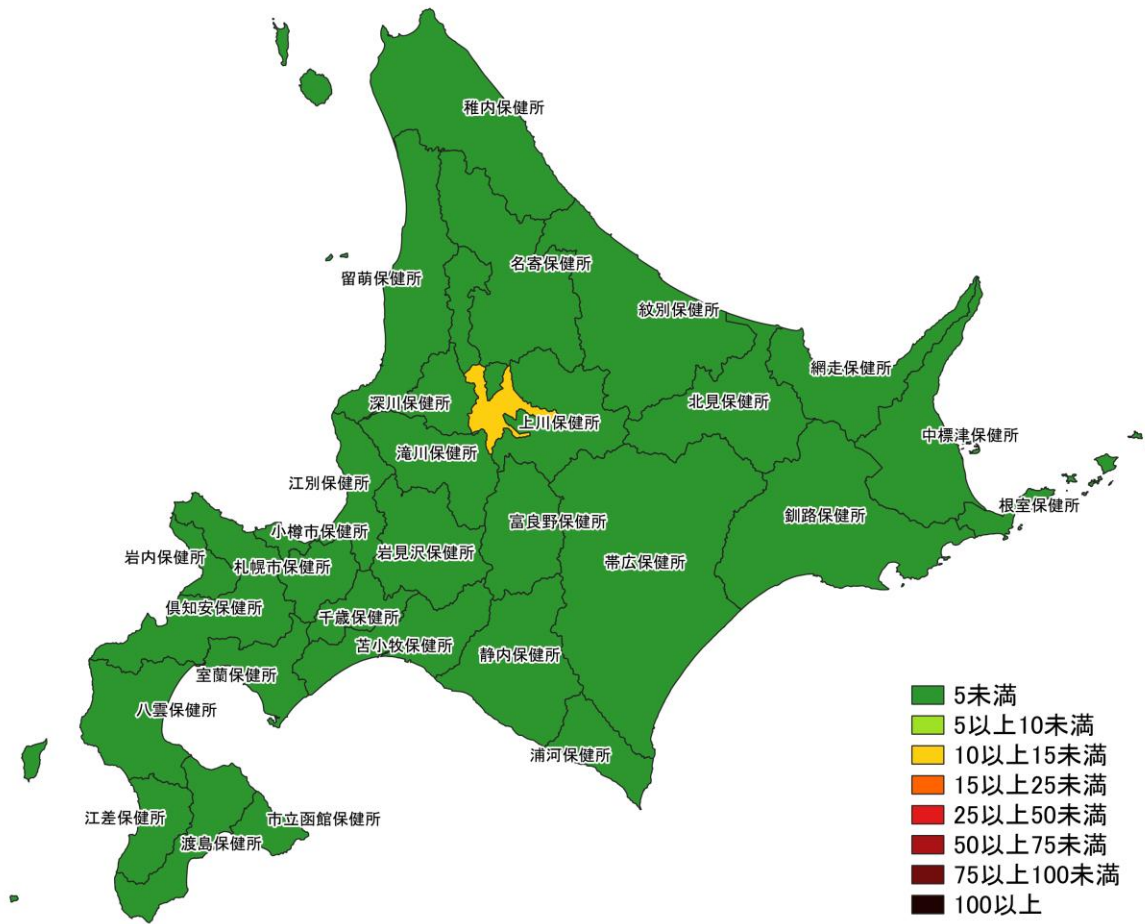 稚内保健所
名寄保健所
留萌保健所
紋別保健所
網走保健所
深川保健所
北見保健所
上川保健所
中標津保健所
滝川保健所
江別保健所
根室保健所
釧路保健所
富良野保健所
小樽市保健所
岩見沢保健所
岩内保健所
帯広保健所
札幌市保健所
倶知安保健所
千歳保健所
苫小牧保健所
静内保健所
室蘭保健所
八雲保健所
浦河保健所
江差保健所
市立函館保健所
渡島保健所
5未満
5以上10未満
10以上15未満
15以上25未満
25以上50未満
50以上75未満
75以上100未満
100以上